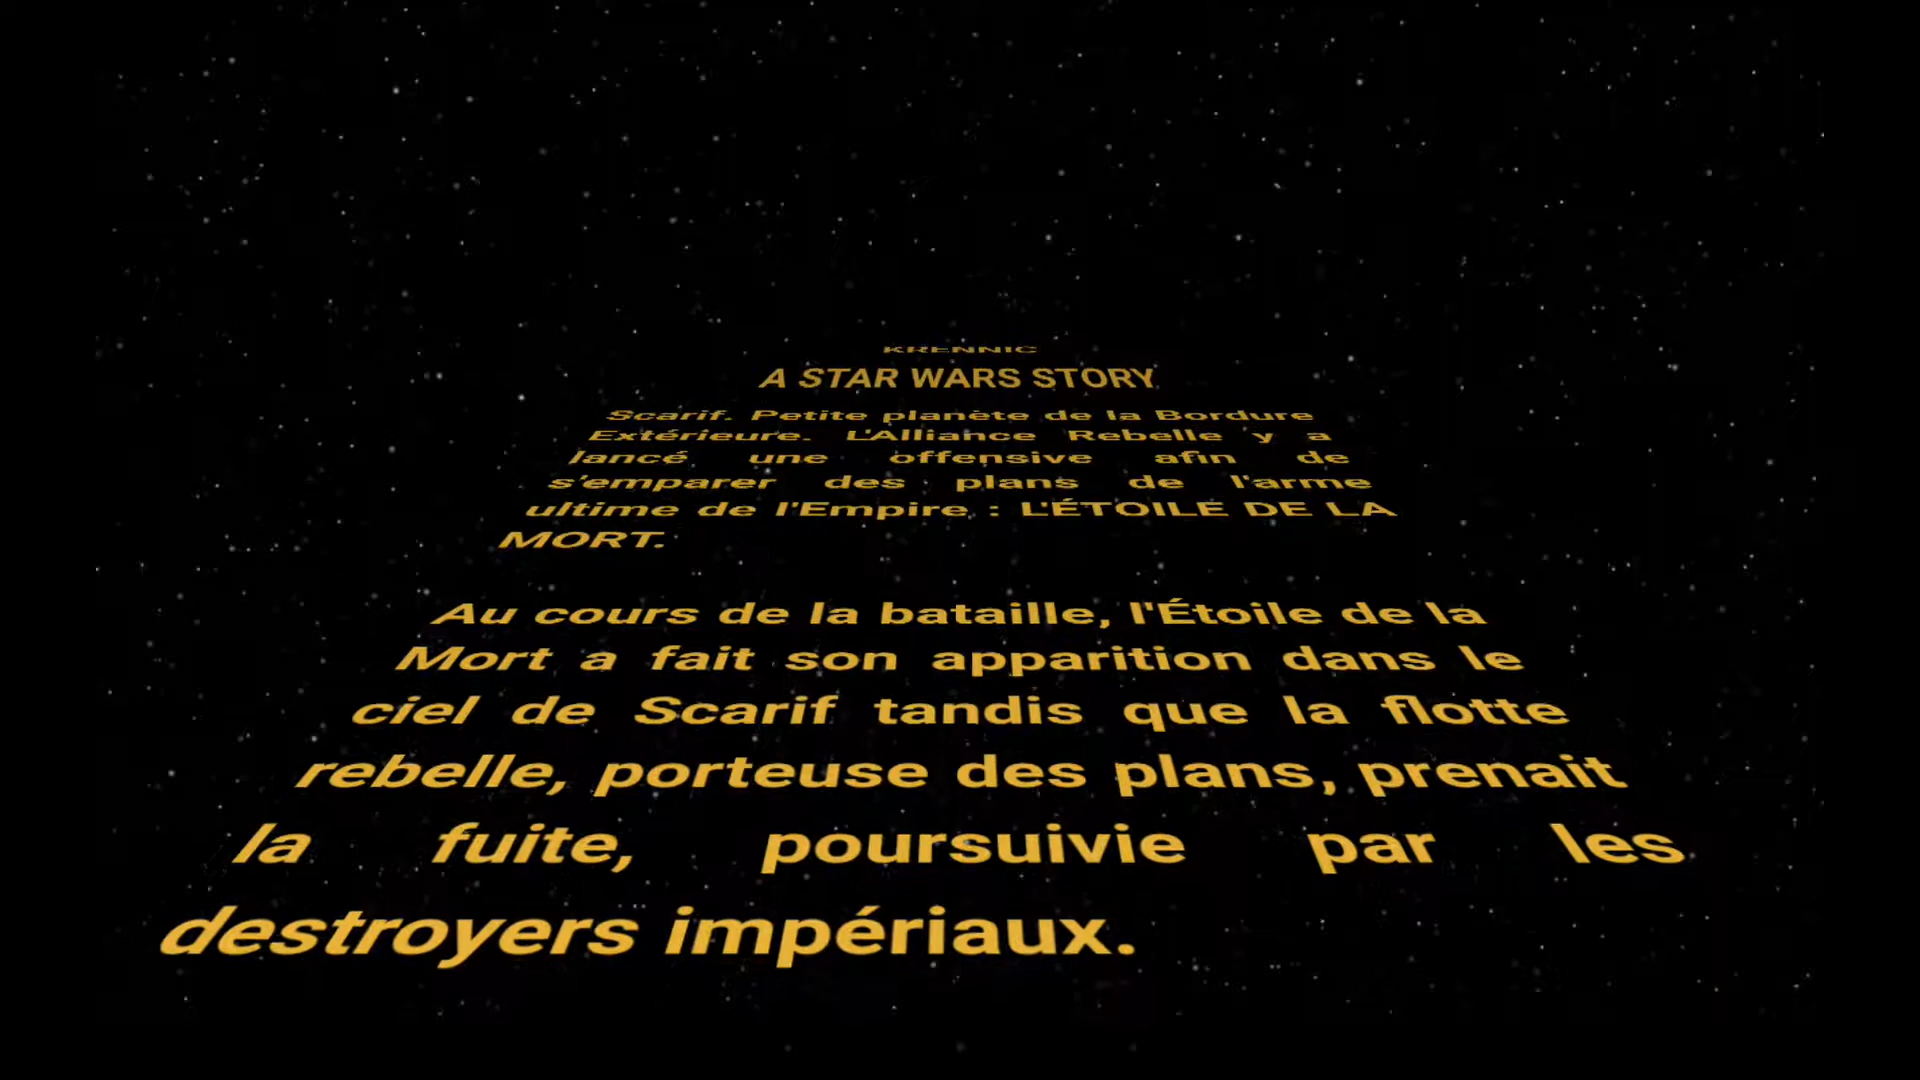 KRENNIC
A STAR WARS STORY
Scarif. Petite planète de la Bordure
Extérieure. L'Alliance Rebelle y a
lancé une offensive afin de
s'emparer des plans de l'arme
ultime de l'Empire : L'ÉTOILE DE LA
MORT.
Au cours de la bataille, l'Étoile de la
Mort a fait son apparition dans le
ciel de Scarif tandis que la flotte
rebelle, porteuse des plans, prenait
la fuite, poursuivie par les
destroyers impériaux.